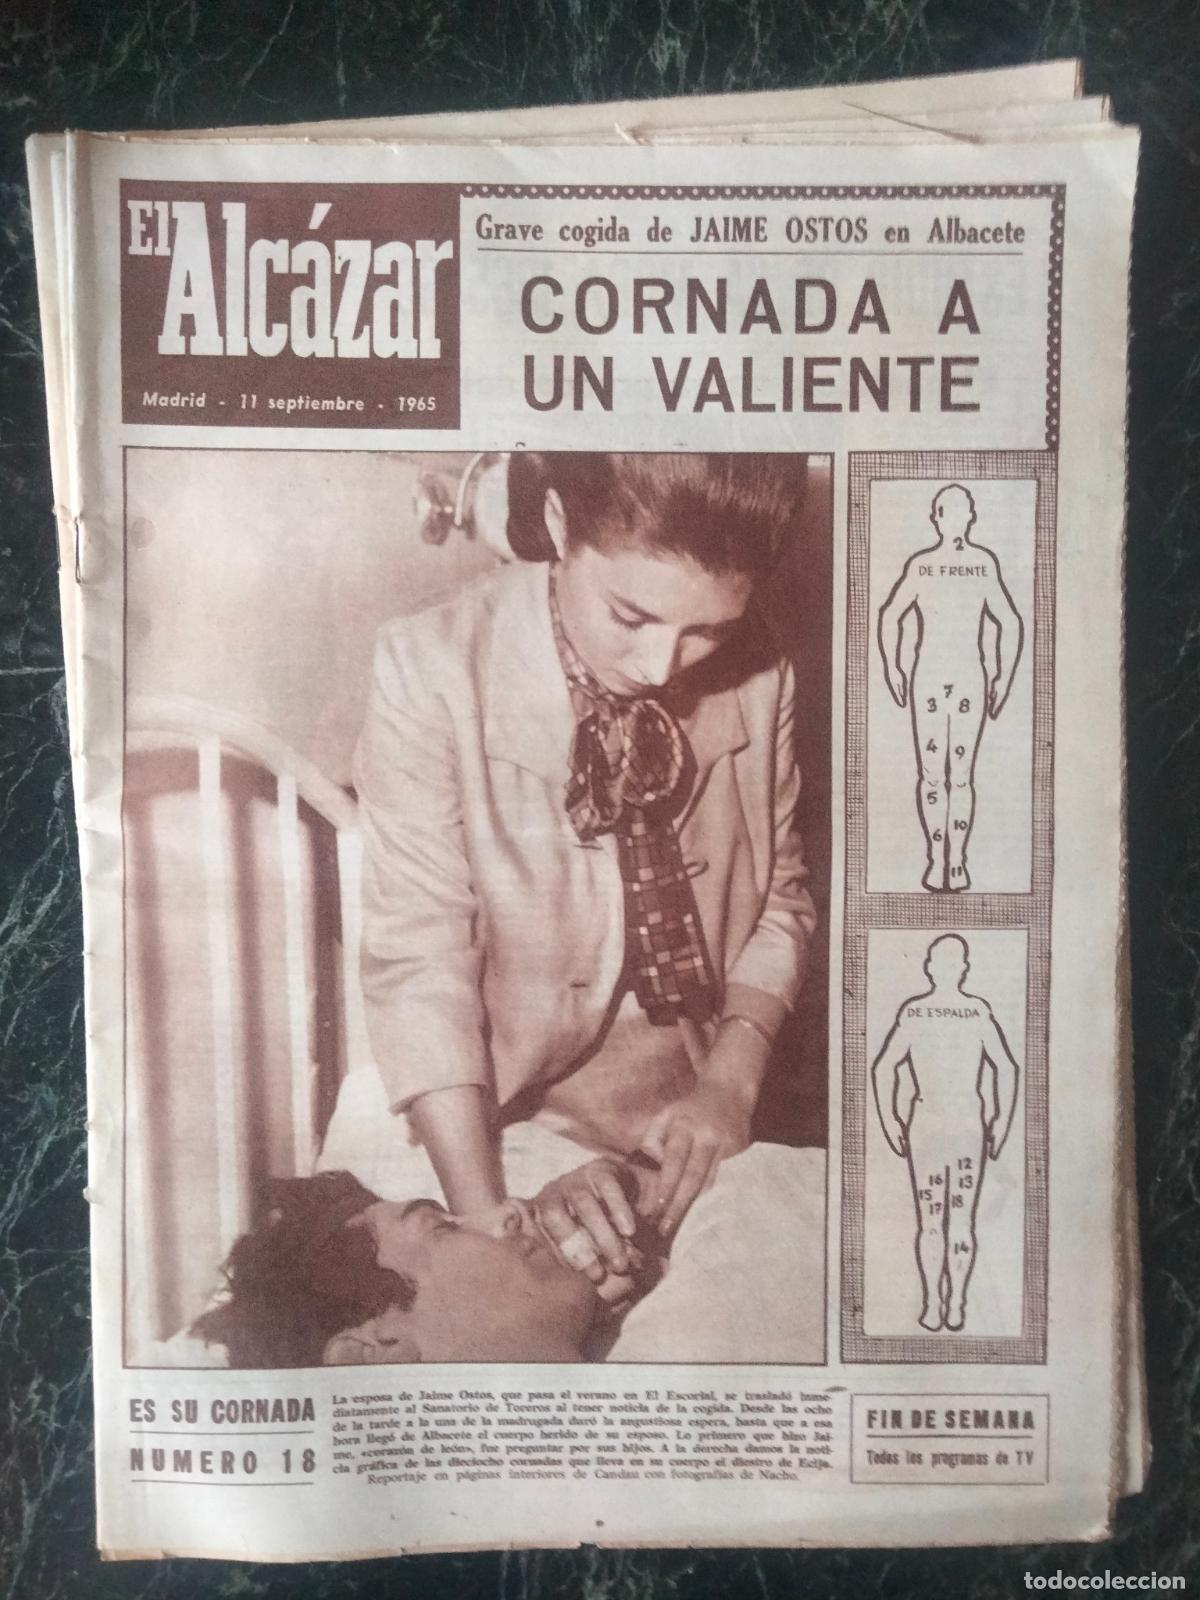 El Alcázar
Madrid - 11 septiembre - 1965
Grave cogida de JAIME OSTOS en Albacete
CORNADA A
UN VALIENTE
1
2
DE FRENTE
7
3 8
4 9
5
6 10
11
DE ESPALDA
12
16 13
15 18
17
14
ES SU CORNADA
NUMERO 18
La esposa de Jaime Ostos, que pasa el verano en El Escorial, se trasladó inme-
diatamente al Sanatorio de Toreros al tener noticia de la cogida. Desde las ocho
de la tarde a la una de la madrugada duró la angustiosa espera, hasta que a esa
hora llegó de Albacete el cuerpo herido de su esposo. Lo primero que hizo Jai-
me, «corazón de león», fue preguntar por sus hijos. A la derecha damos la noti-
cia gráfica de las dieciocho cornadas que lleva en su cuerpo el diestro de Ecija.
Reportaje en páginas interiores de Candau con fotografías de Nacho.
FIN DE SEMANA
Todos los programas de TV
todocoleccion